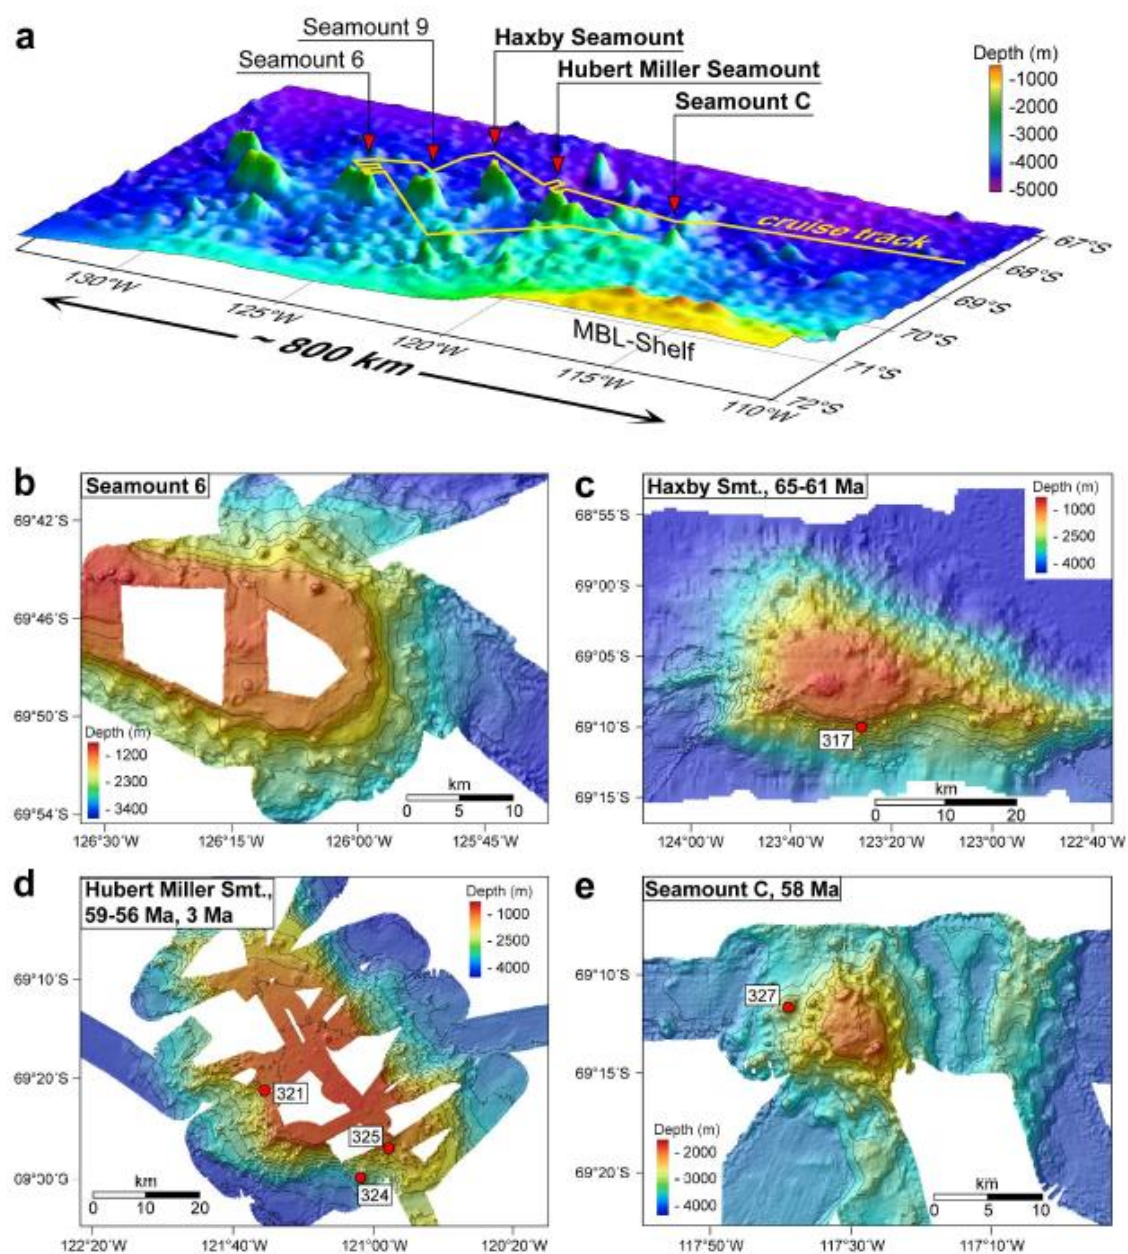 a
Seamount 9
Seamount 6
Haxby Seamount
Hubert Miller Seamount
Seamount C
Depth (m)
-1000
-2000
-3000
-4000
-5000
cruise track
67°S
68°S
69°S
70°S
71°S
72°S
130°W
125°W
120°W
115°W
110°W
MBL-Shelf
~ 800 km
b
Seamount 6
69°42'S
69°46'S
69°50'S
69°54'S
Depth (m)
- 1200
- 2300
- 3400
km
0 5 10
126°30'W 126°15'W 126°00'W 125°45'W
c
Haxby Smt., 65-61 Ma
Depth (m)
- 1000
- 2500
- 4000
68°55'S
69°00'S
69°05'S
69°10'S
69°15'S
317
km
0 10 20
124°00'W 123°40'W 123°20'W 123°00'W 122°40'W
d
Hubert Miller Smt.,
59-56 Ma, 3 Ma
Depth (m)
- 1000
- 2500
- 4000
69°10'S
69°20'S
321
325
324
km
0 10 20
122°20'W 121°40'W 121°00'W 120°20'W
e
Seamount C, 58 Ma
69°10'S
69°15'S
69°20'S
327
Depth (m)
- 2000
- 4000
km
0 5 10
117°50'W 117°30'W 117°10'W